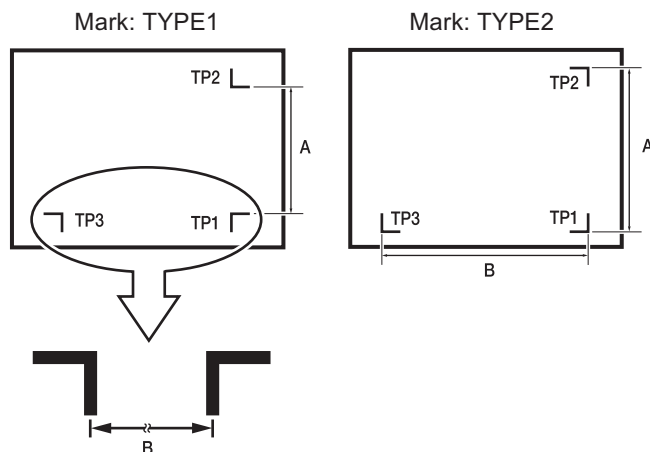 Mark: TYPE1
Mark: TYPE2
TP2
A
TP3
TP1
B
TP2
A
TP3
TP1
B